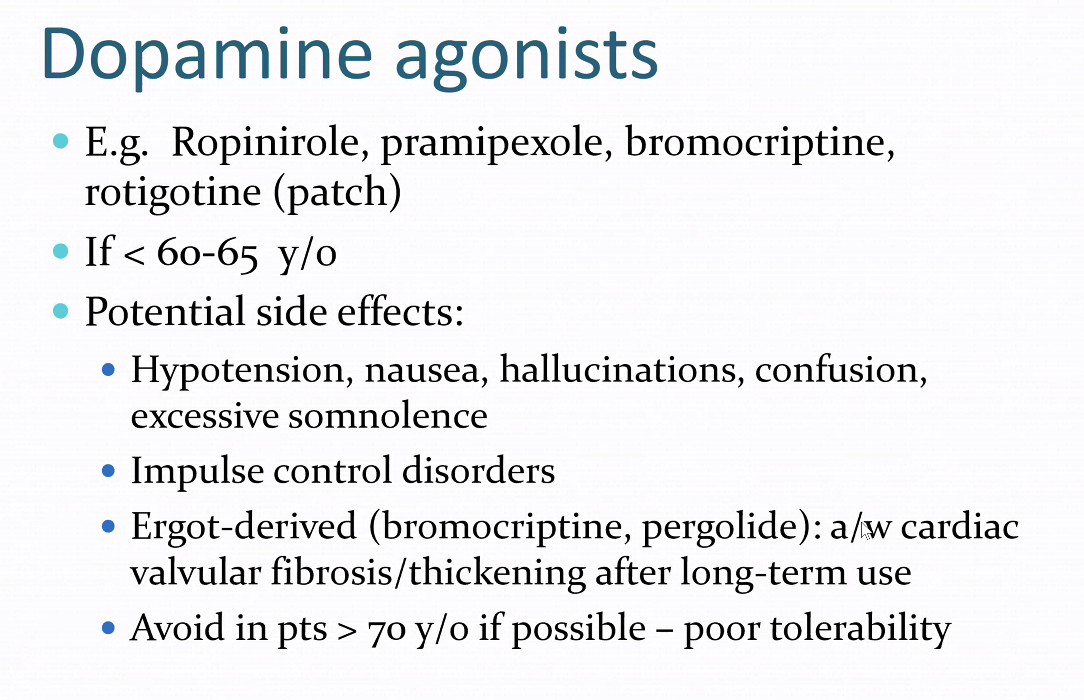 Dopamine agonists
• E.g.  Ropinirole, pramipexole, bromocriptine,
rotigotine (patch)
• If < 60-65  y/o
• Potential side effects:
• Hypotension, nausea, hallucinations, confusion,
excessive somnolence
• Impulse control disorders
• Ergot-derived (bromocriptine, pergolide): a/w cardiac
valvular fibrosis/thickening after long-term use
• Avoid in pts > 70 y/o if possible – poor tolerability